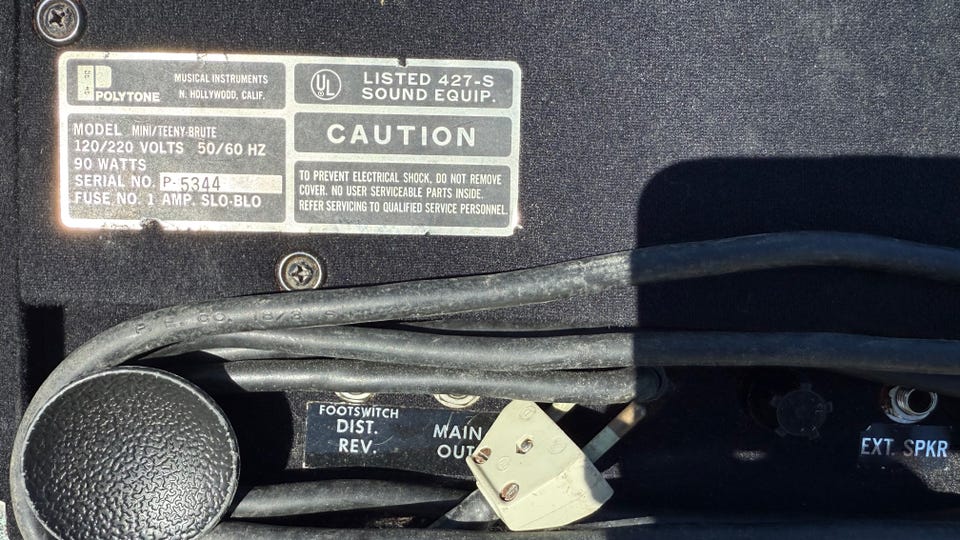 POLYTONE
MUSICAL INSTRUMENTS
N. HOLLYWOOD, CALIF.
MODEL MINI/TEENY-BRUTE
120/220 VOLTS 50/60 HZ
90 WATTS
SERIAL NO. P-5344
FUSE NO. 1 AMP. SLO-BLO
UL
LISTED 427-S
SOUND EQUIP.
CAUTION
TO PREVENT ELECTRICAL SHOCK, DO NOT REMOVE
COVER. NO USER SERVICEABLE PARTS INSIDE.
REFER SERVICING TO QUALIFIED SERVICE PERSONNEL.
18/3
FOOTSWITCH
DIST.
REV.
MAIN
OUT
EXT. SPKR